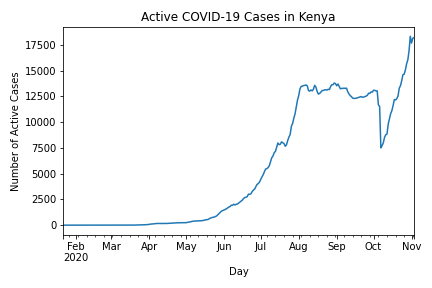 Active COVID-19 Cases in Kenya
Number of Active Cases
17500
15000
12500
10000
7500
5000
2500
0
Feb Mar Apr May Jun Jul Aug Sep Oct Nov
2020
Day